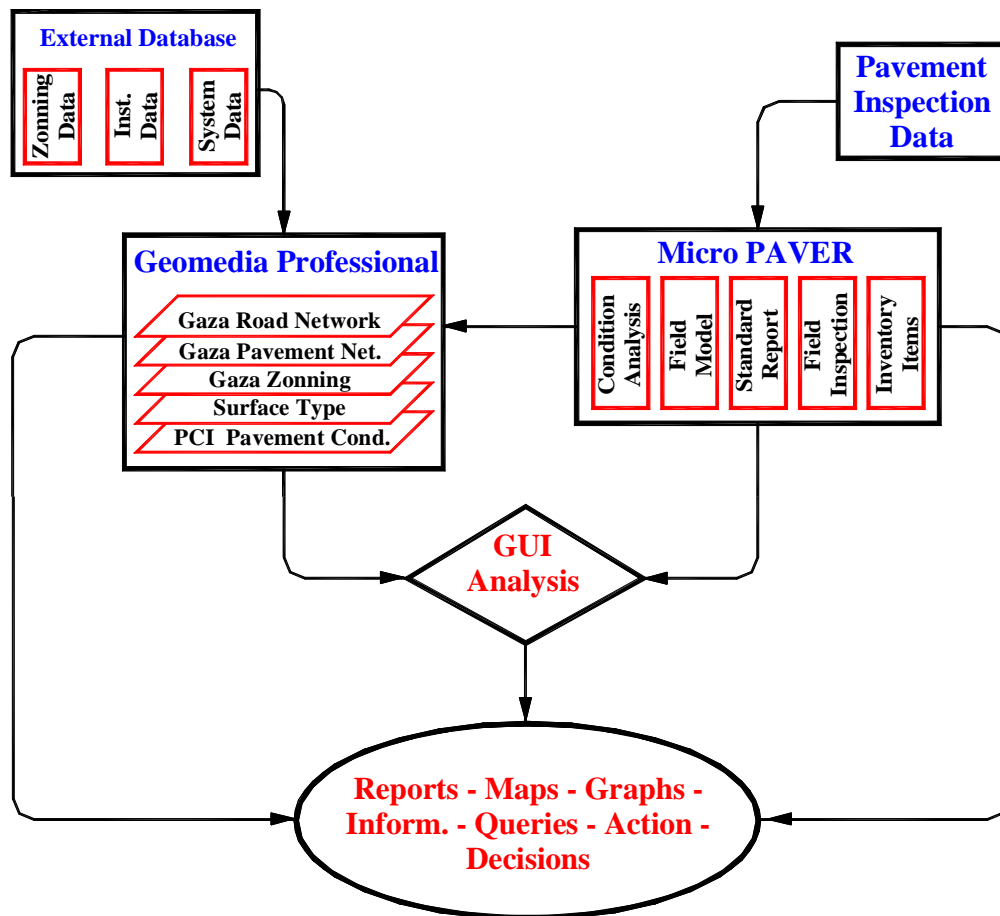 External Database
Zonning
Data
Inst.
Data
System
Data
Pavement
Inspection
Data
Geomedia Professional
Gaza Road Network
Gaza Pavement Net.
Gaza Zonning
Surface Type
PCI Pavement Cond.
Micro PAVER
Condition
Analysis
Field
Model
Standard
Report
Field
Inspection
Inventory
Items
GUI
Analysis
Reports - Maps - Graphs -
Inform. - Queries - Action -
Decisions